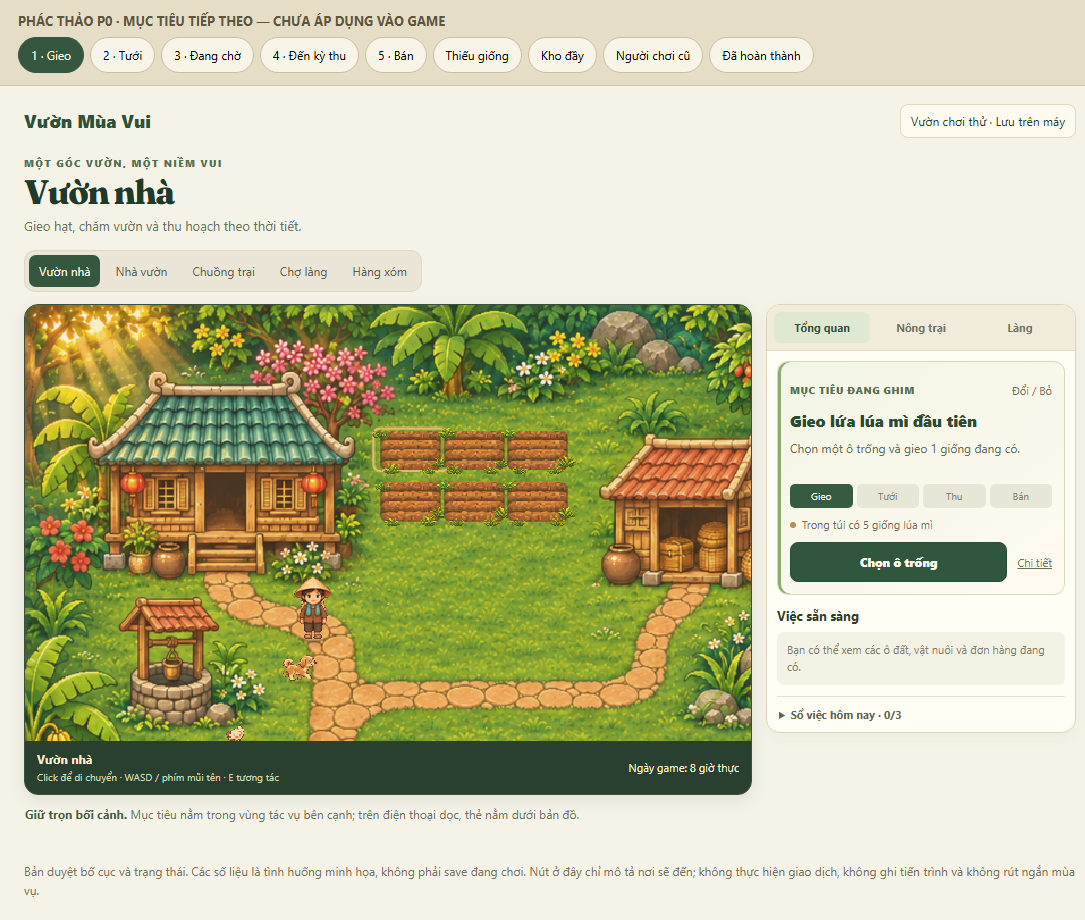 PHÁC THẢO P0 · MỤC TIÊU TIẾP THEO — CHƯA ÁP DỤNG VÀO GAME
1 · Gieo
2 · Tưới
3 · Đang chờ
4 · Đến kỳ thu
5 · Bán
Thiếu giống
Kho đầy
Người chơi cũ
Đã hoàn thành
Vườn Mùa Vui
Vườn chơi thử · Lưu trên máy
MỘT GÓC VƯỜN, MỘT NIỀM VUI
Vườn nhà
Gieo hạt, chăm vườn và thu hoạch theo thời tiết.
Vườn nhà
Nhà vườn
Chuồng trại
Chợ làng
Hàng xóm
Tổng quan
Nông trại
Làng
MỤC TIÊU ĐANG GHIM
Đổi / Bỏ
Gieo lứa lúa mì đầu tiên
Chọn một ô trống và gieo 1 giống đang có.
Gieo
Tưới
Thu
Bán
Trong túi có 5 giống lúa mì
Chọn ô trống
Chi tiết
Việc sẵn sàng
Bạn có thể xem các ô đất, vật nuôi và đơn hàng đang
có.
Sổ việc hôm nay · 0/3
Vườn nhà
Click để di chuyển · WASD / phím mũi tên · E tương tác
Ngày game: 8 giờ thực
Giữ trọn bối cảnh. Mục tiêu nằm trong vùng tác vụ bên cạnh; trên điện thoại dọc, thẻ nằm dưới bản đồ.
Bản duyệt bố cục và trạng thái. Các số liệu là tình huống minh họa, không phải save đang chơi. Nút ở đây chỉ mô tả nơi sẽ đến; không thực hiện giao dịch, không ghi tiến trình và không rút ngắn mùa
vụ.